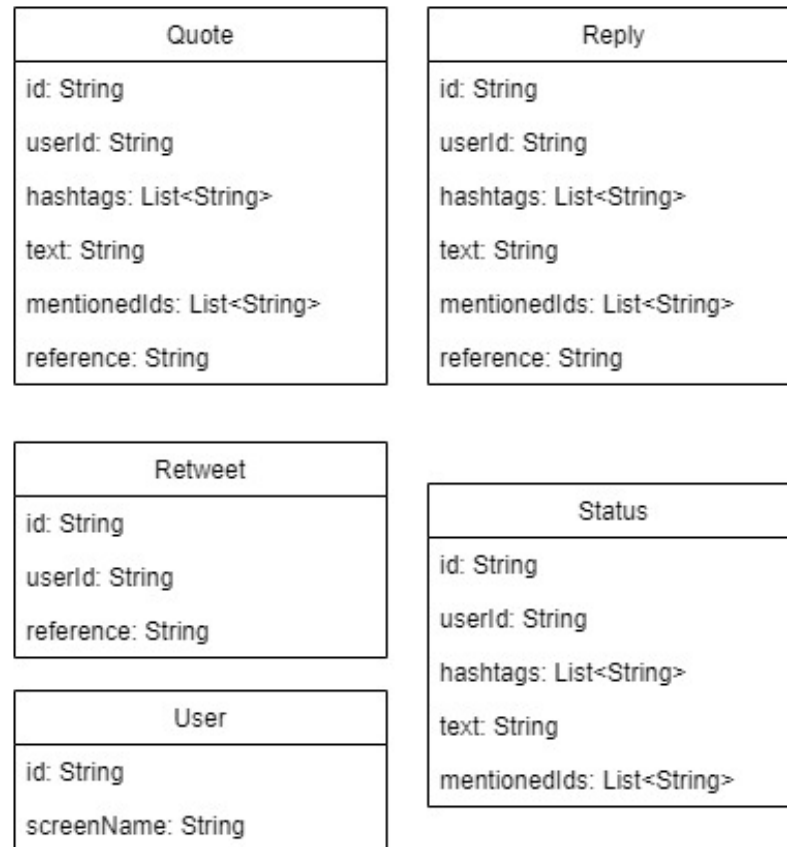 Quote
id: String
userId: String
hashtags: List<String>
text: String
mentionedIds: List<String>
reference: String
Reply
id: String
userId: String
hashtags: List<String>
text: String
mentionedIds: List<String>
reference: String
Retweet
id: String
userId: String
reference: String
Status
id: String
userId: String
hashtags: List<String>
text: String
mentionedIds: List<String>
User
id: String
screenName: String